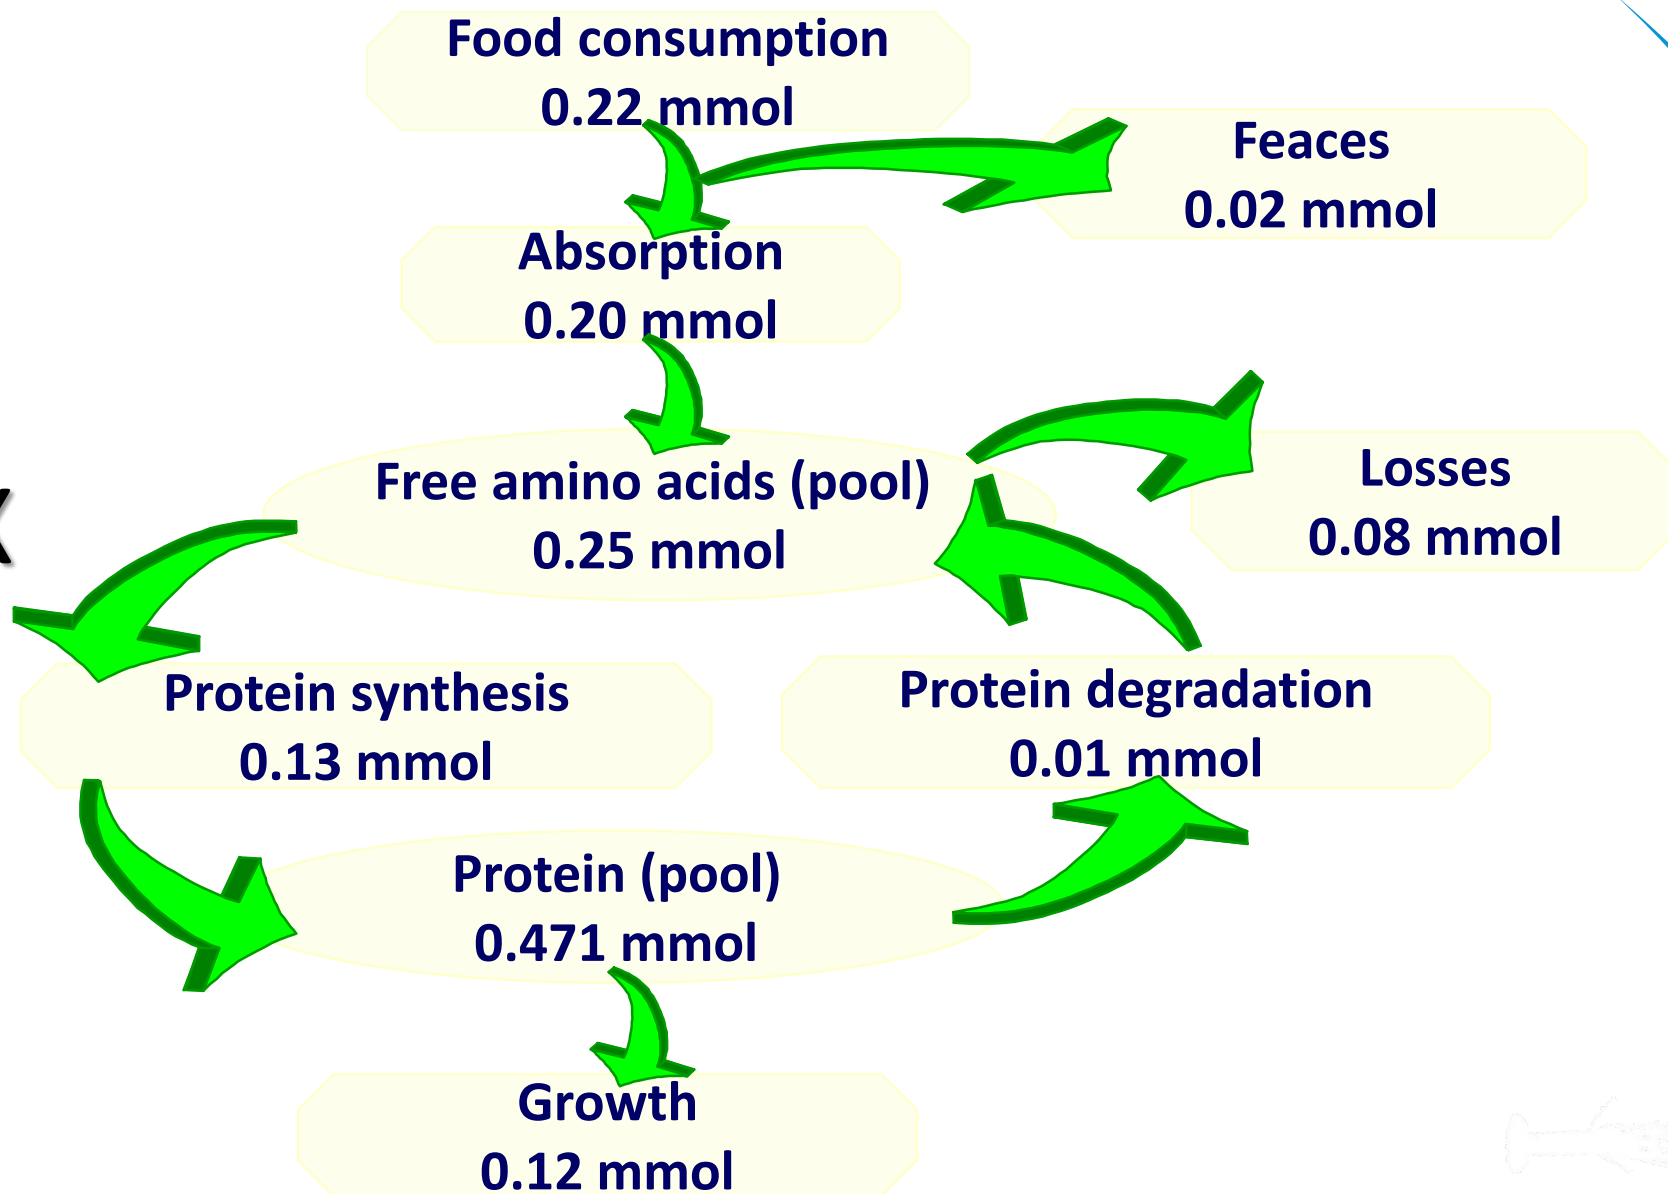 Food consumption
0.22 mmol
Feaces
0.02 mmol
Absorption
0.20 mmol
Free amino acids (pool)
0.25 mmol
Losses
0.08 mmol
Protein synthesis
0.13 mmol
Protein degradation
0.01 mmol
Protein (pool)
0.471 mmol
Growth
0.12 mmol